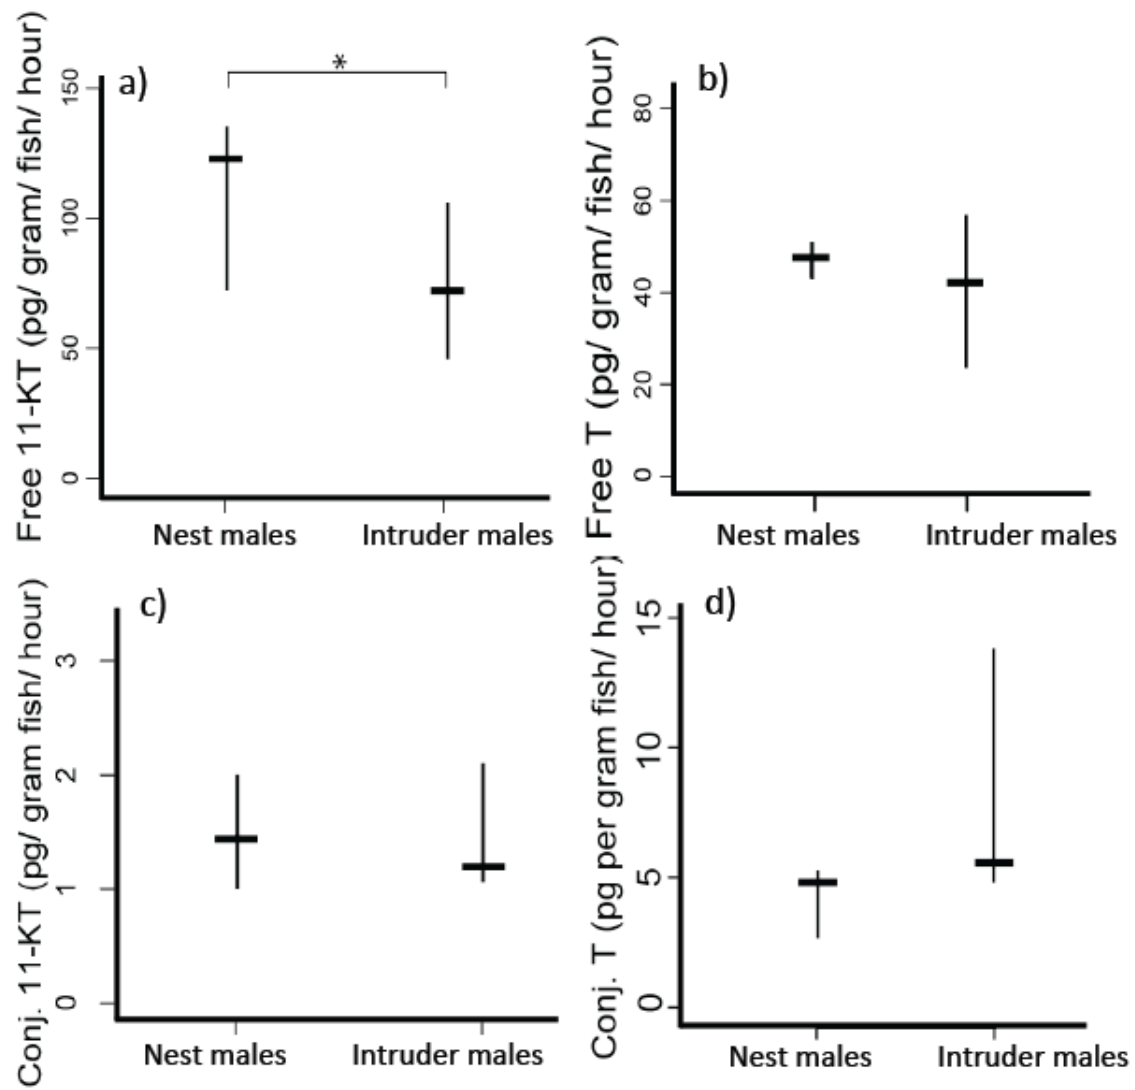 Free 11-KT (pg/ gram/ fish/ hour)
150
100
50
0
a)
*
Nest males
Intruder males
Free T (pg/ gram/ fish/ hour)
80
60
40
20
0
b)
Nest males
Intruder males
Conj. 11-KT (pg/ gram fish/ hour)
3
2
1
0
c)
Nest males
Intruder males
Conj. T (pg per gram fish/ hour)
15
10
5
0
d)
Nest males
Intruder males